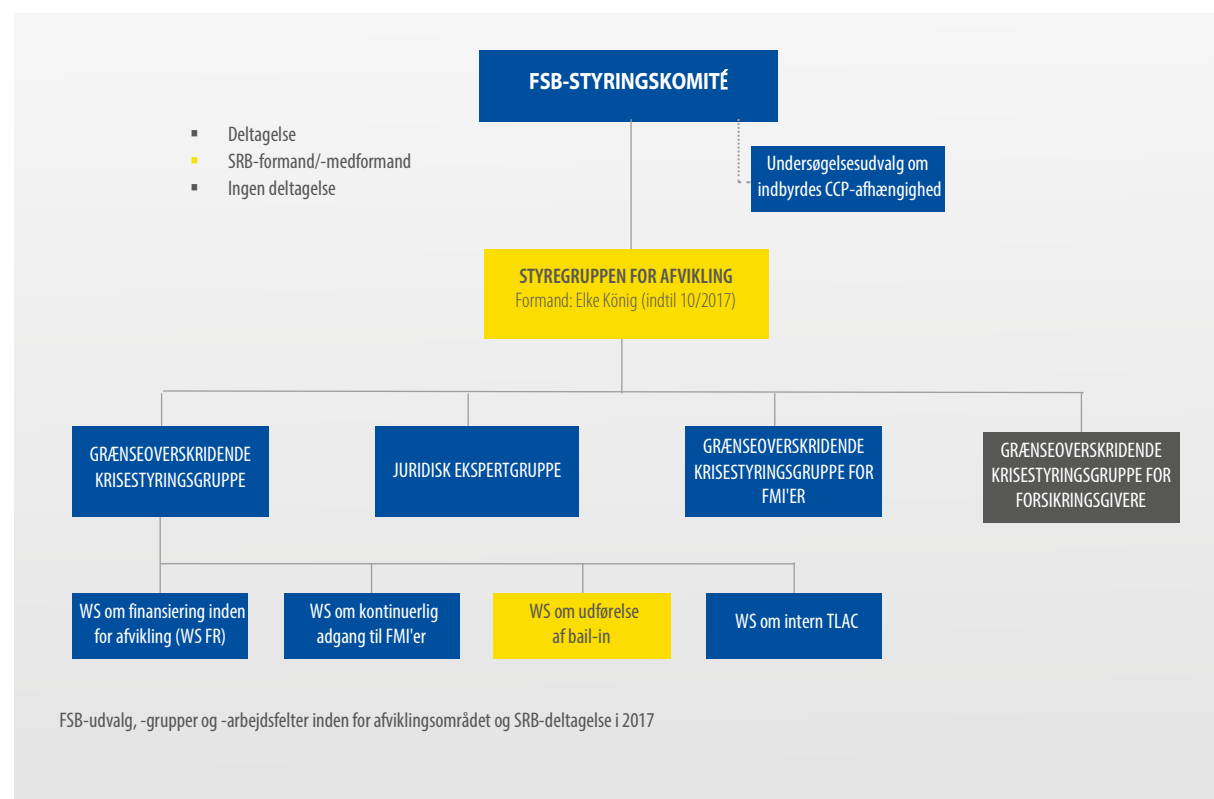 FSB-STYRINGSKOMITÉ
Deltagelse
SRB-formand/-medformand
Ingen deltagelse
Undersøgelsesudvalg om
indbyrdes CCP-afhængighed
STYREGRUPPEN FOR AFVIKLING
Formand: Elke König (indtil 10/2017)
GRÆNSEOVERSKRIDENDE
KRISESTYRINGSGRUPPE
JURIDISK EKSPERTGRUPPE
GRÆNSEOVERSKRIDENDE
KRISESTYRINGSGRUPPE FOR
FMI'ER
GRÆNSEOVERSKRIDENDE
KRISESTYRINGSGRUPPE FOR
FORSIKRINGSGIVERE
WS om finansiering inden
for afvikling (WS FR)
WS om kontinuerlig
adgang til FMI'er
WS om udførelse
af bail-in
WS om intern TLAC
FSB-udvalg, -grupper og -arbejdsfelter inden for afviklingsområdet og SRB-deltagelse i 2017